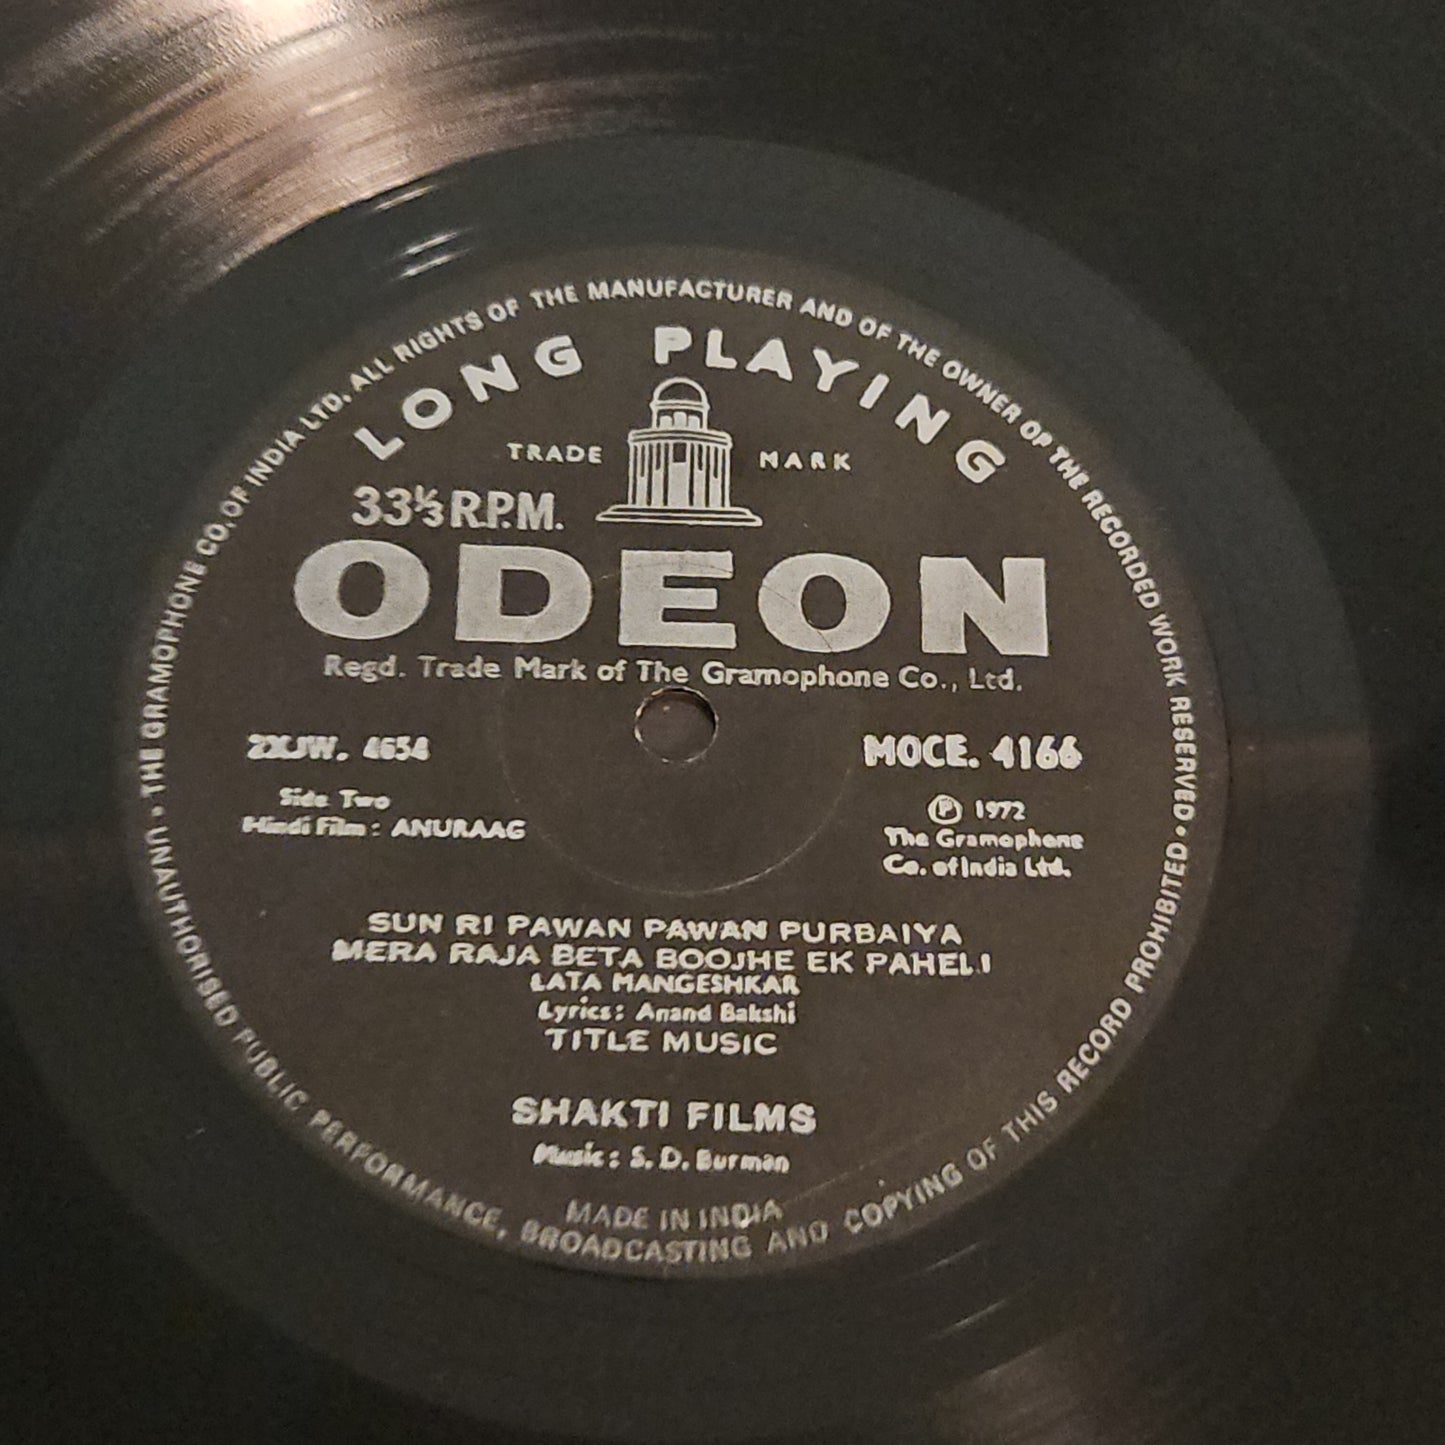 THE GRAMOPHONE CO. OF INDIA LTD. ALL RIGHTS OF THE MANUFACTURER AND OF THE OWNER OF THE RECORDED WORK RESERVED • UNAUTHORISED PUBLIC PERFORMANCE, BROADCASTING AND COPYING OF THIS RECORD PROHIBITED •
LONG PLAYING
TRADE MARK
33⅓ R.P.M.
ODEON
Regd. Trade Mark of The Gramophone Co., Ltd.
2XJW. 4654
MOCE. 4166
Side Two
Hindi Film : ANURAAG
Ⓟ 1972
The Gramophone
Co. of India Ltd.
SUN RI PAWAN PAWAN PURBAIYA
MERA RAJA BETA BOOJHE EK PAHELI
LATA MANGESHKAR
Lyrics : Anand Bakshi
TITLE MUSIC
SHAKTI FILMS
Music : S. D. Burman
MADE IN INDIA